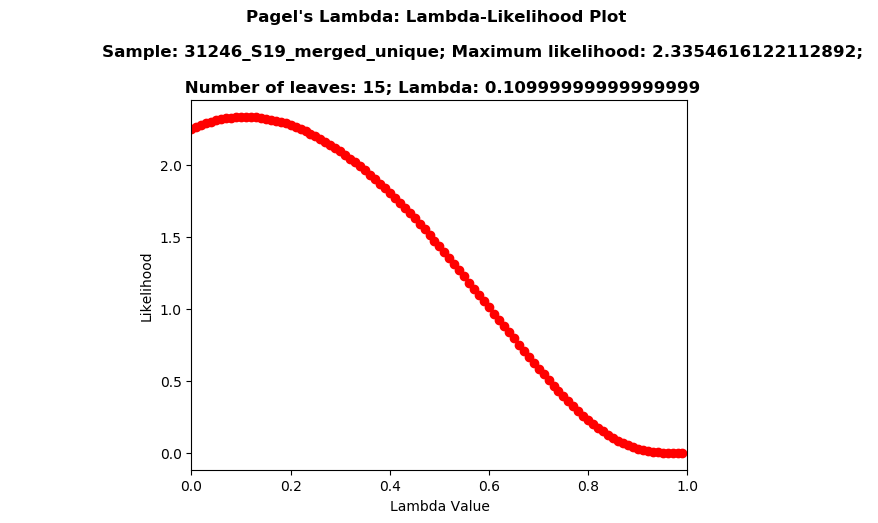 Pagel's Lambda: Lambda-Likelihood Plot
Sample: 31246_S19_merged_unique; Maximum likelihood: 2.3354616122112892;
Number of leaves: 15; Lambda: 0.10999999999999999
2.0
1.5
1.0
0.5
0.0
Likelihood
0.0 0.2 0.4 0.6 0.8 1.0
Lambda Value